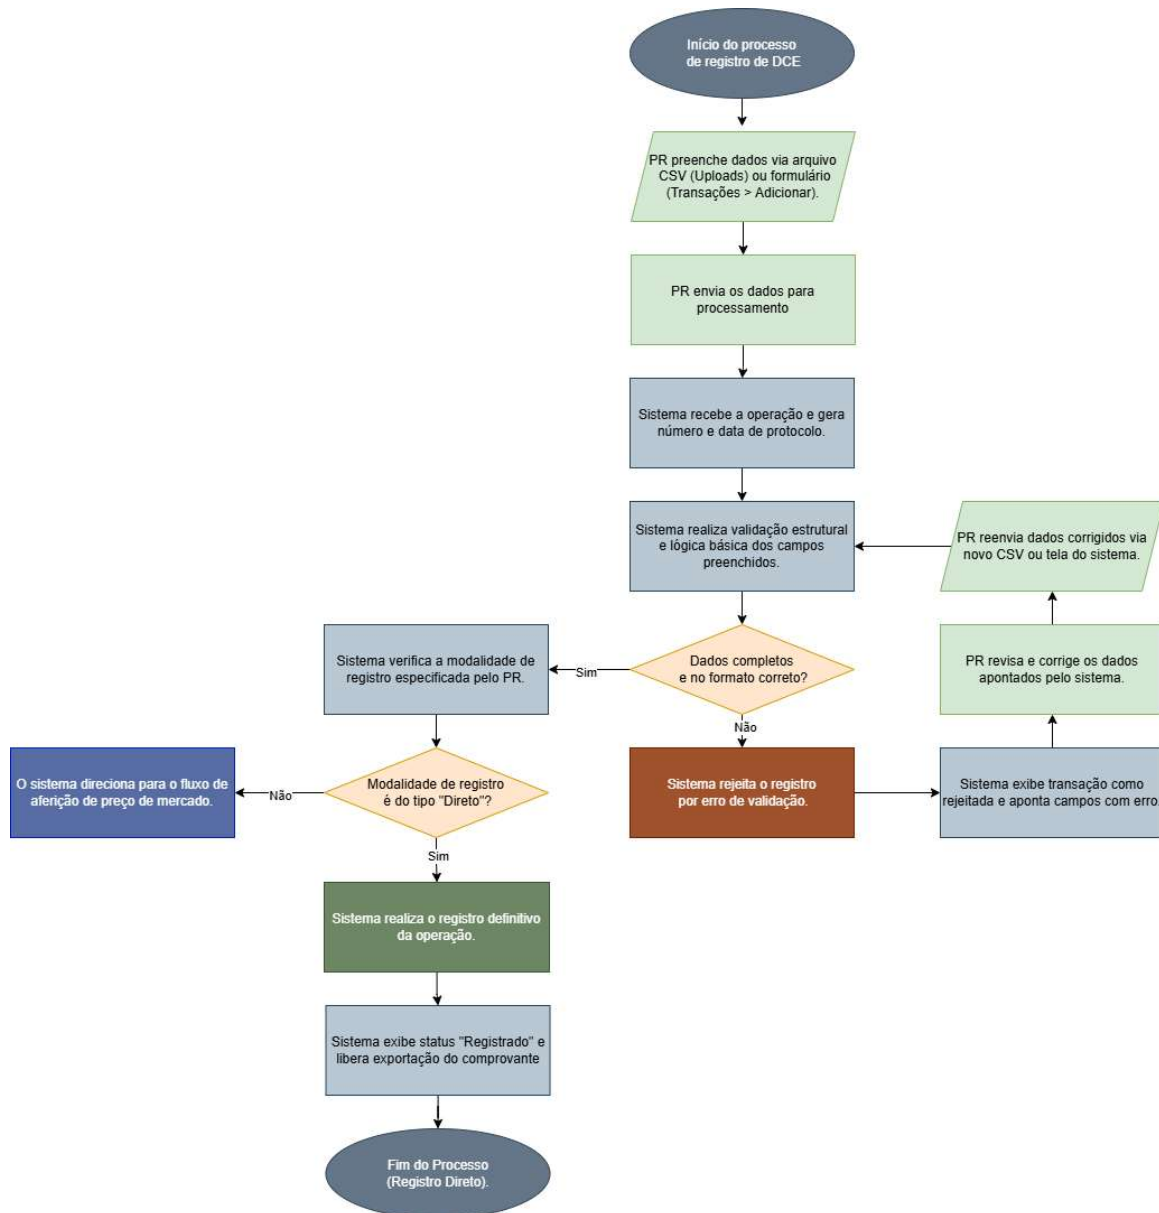 Início do processo
de registro de DCE
PR preenche dados via arquivo
CSV (Uploads) ou formulário
(Transações > Adicionar).
PR envia os dados para
processamento
Sistema recebe a operação e gera
número e data de protocolo.
Sistema realiza validação estrutural
e lógica básica dos campos
preenchidos.
PR reenvia dados corrigidos via
novo CSV ou tela do sistema.
Sistema verifica a modalidade de
registro especificada pelo PR.
Sim
Dados completos
e no formato correto?
PR revisa e corrige os dados
apontados pelo sistema.
Não
O sistema direciona para o fluxo de
aferição de preço de mercado.
Não
Modalidade de registro
é do tipo "Direto"?
Sistema rejeita o registro
por erro de validação.
Sistema exibe transação como
rejeitada e aponta campos com erro.
Sim
Sistema realiza o registro definitivo
da operação.
Sistema exibe status "Registrado" e
libera exportação do comprovante
Fim do Processo
(Registro Direto).